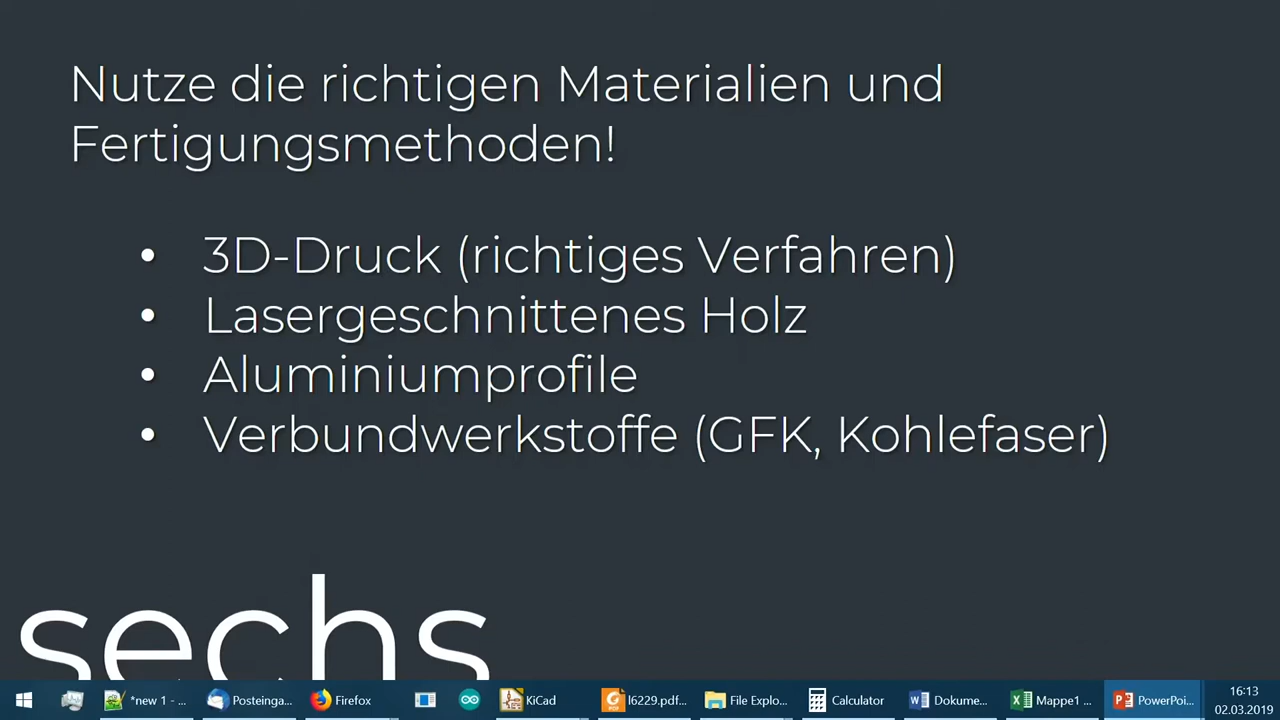 Nutze die richtigen Materialien und
Fertigungsmethoden!
• 3D-Druck (richtiges Verfahren)
• Lasergeschnittenes Holz
• Aluminiumprofile
• Verbundwerkstoffe (GFK, Kohlefaser)
sechs
*new 1 - ... Posteinga... Firefox KiCad I6229.pdf... File Explo... Calculator Dokume... Mappe1 ... PowerPoi... 16:13
02.03.2019